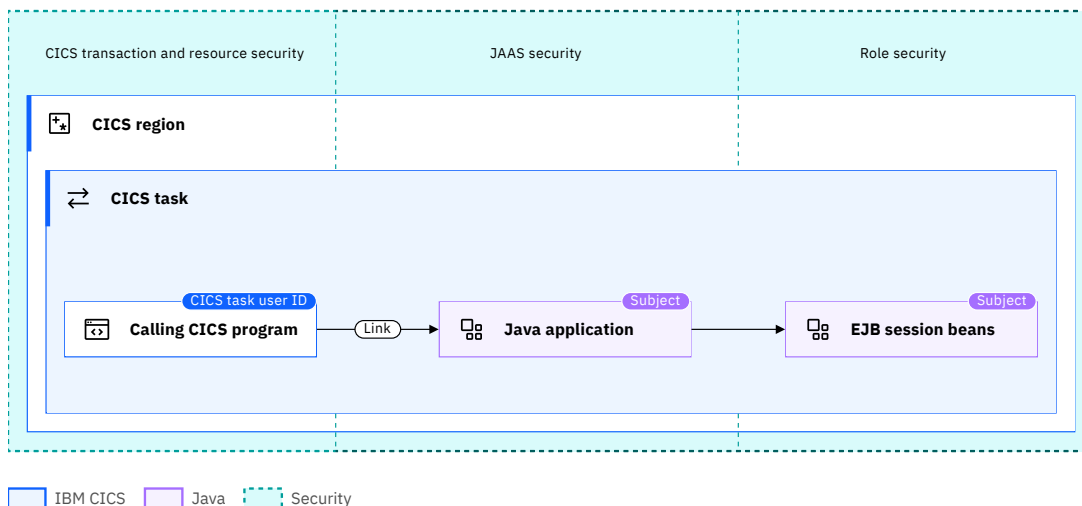 CICS transaction and resource security
JAAS security
Role security
CICS region
CICS task
CICS task user ID
Calling CICS program
Link
Subject
Java application
Subject
EJB session beans
IBM CICS
Java
Security